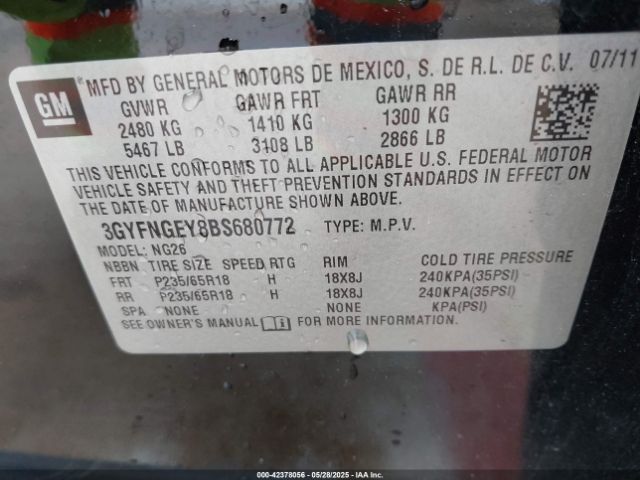 GM
MFD BY GENERAL MOTORS DE MEXICO, S. DE R.L. DE C.V. 07/11
GVWR GAWR FRT GAWR RR
2480 KG 1410 KG 1300 KG
5467 LB 3108 LB 2866 LB
THIS VEHICLE CONFORMS TO ALL APPLICABLE U.S. FEDERAL MOTOR
VEHICLE SAFETY AND THEFT PREVENTION STANDARDS IN EFFECT ON THE
DATE OF MANUFACTURE SHOWN ABOVE.
3GYFNGEY8BS680772 TYPE: M.P.V.
MODEL: NG26
NBBN TIRE SIZE SPEED RTG RIM COLD TIRE PRESSURE
FRT P235/65R18 H 18X8J 240KPA(35PSI)
RR P235/65R18 H 18X8J 240KPA(35PSI)
SPA NONE NONE KPA(PSI)
SEE OWNER'S MANUAL FOR MORE INFORMATION.
000-42378056 | 05/28/2025 | IAA Inc.